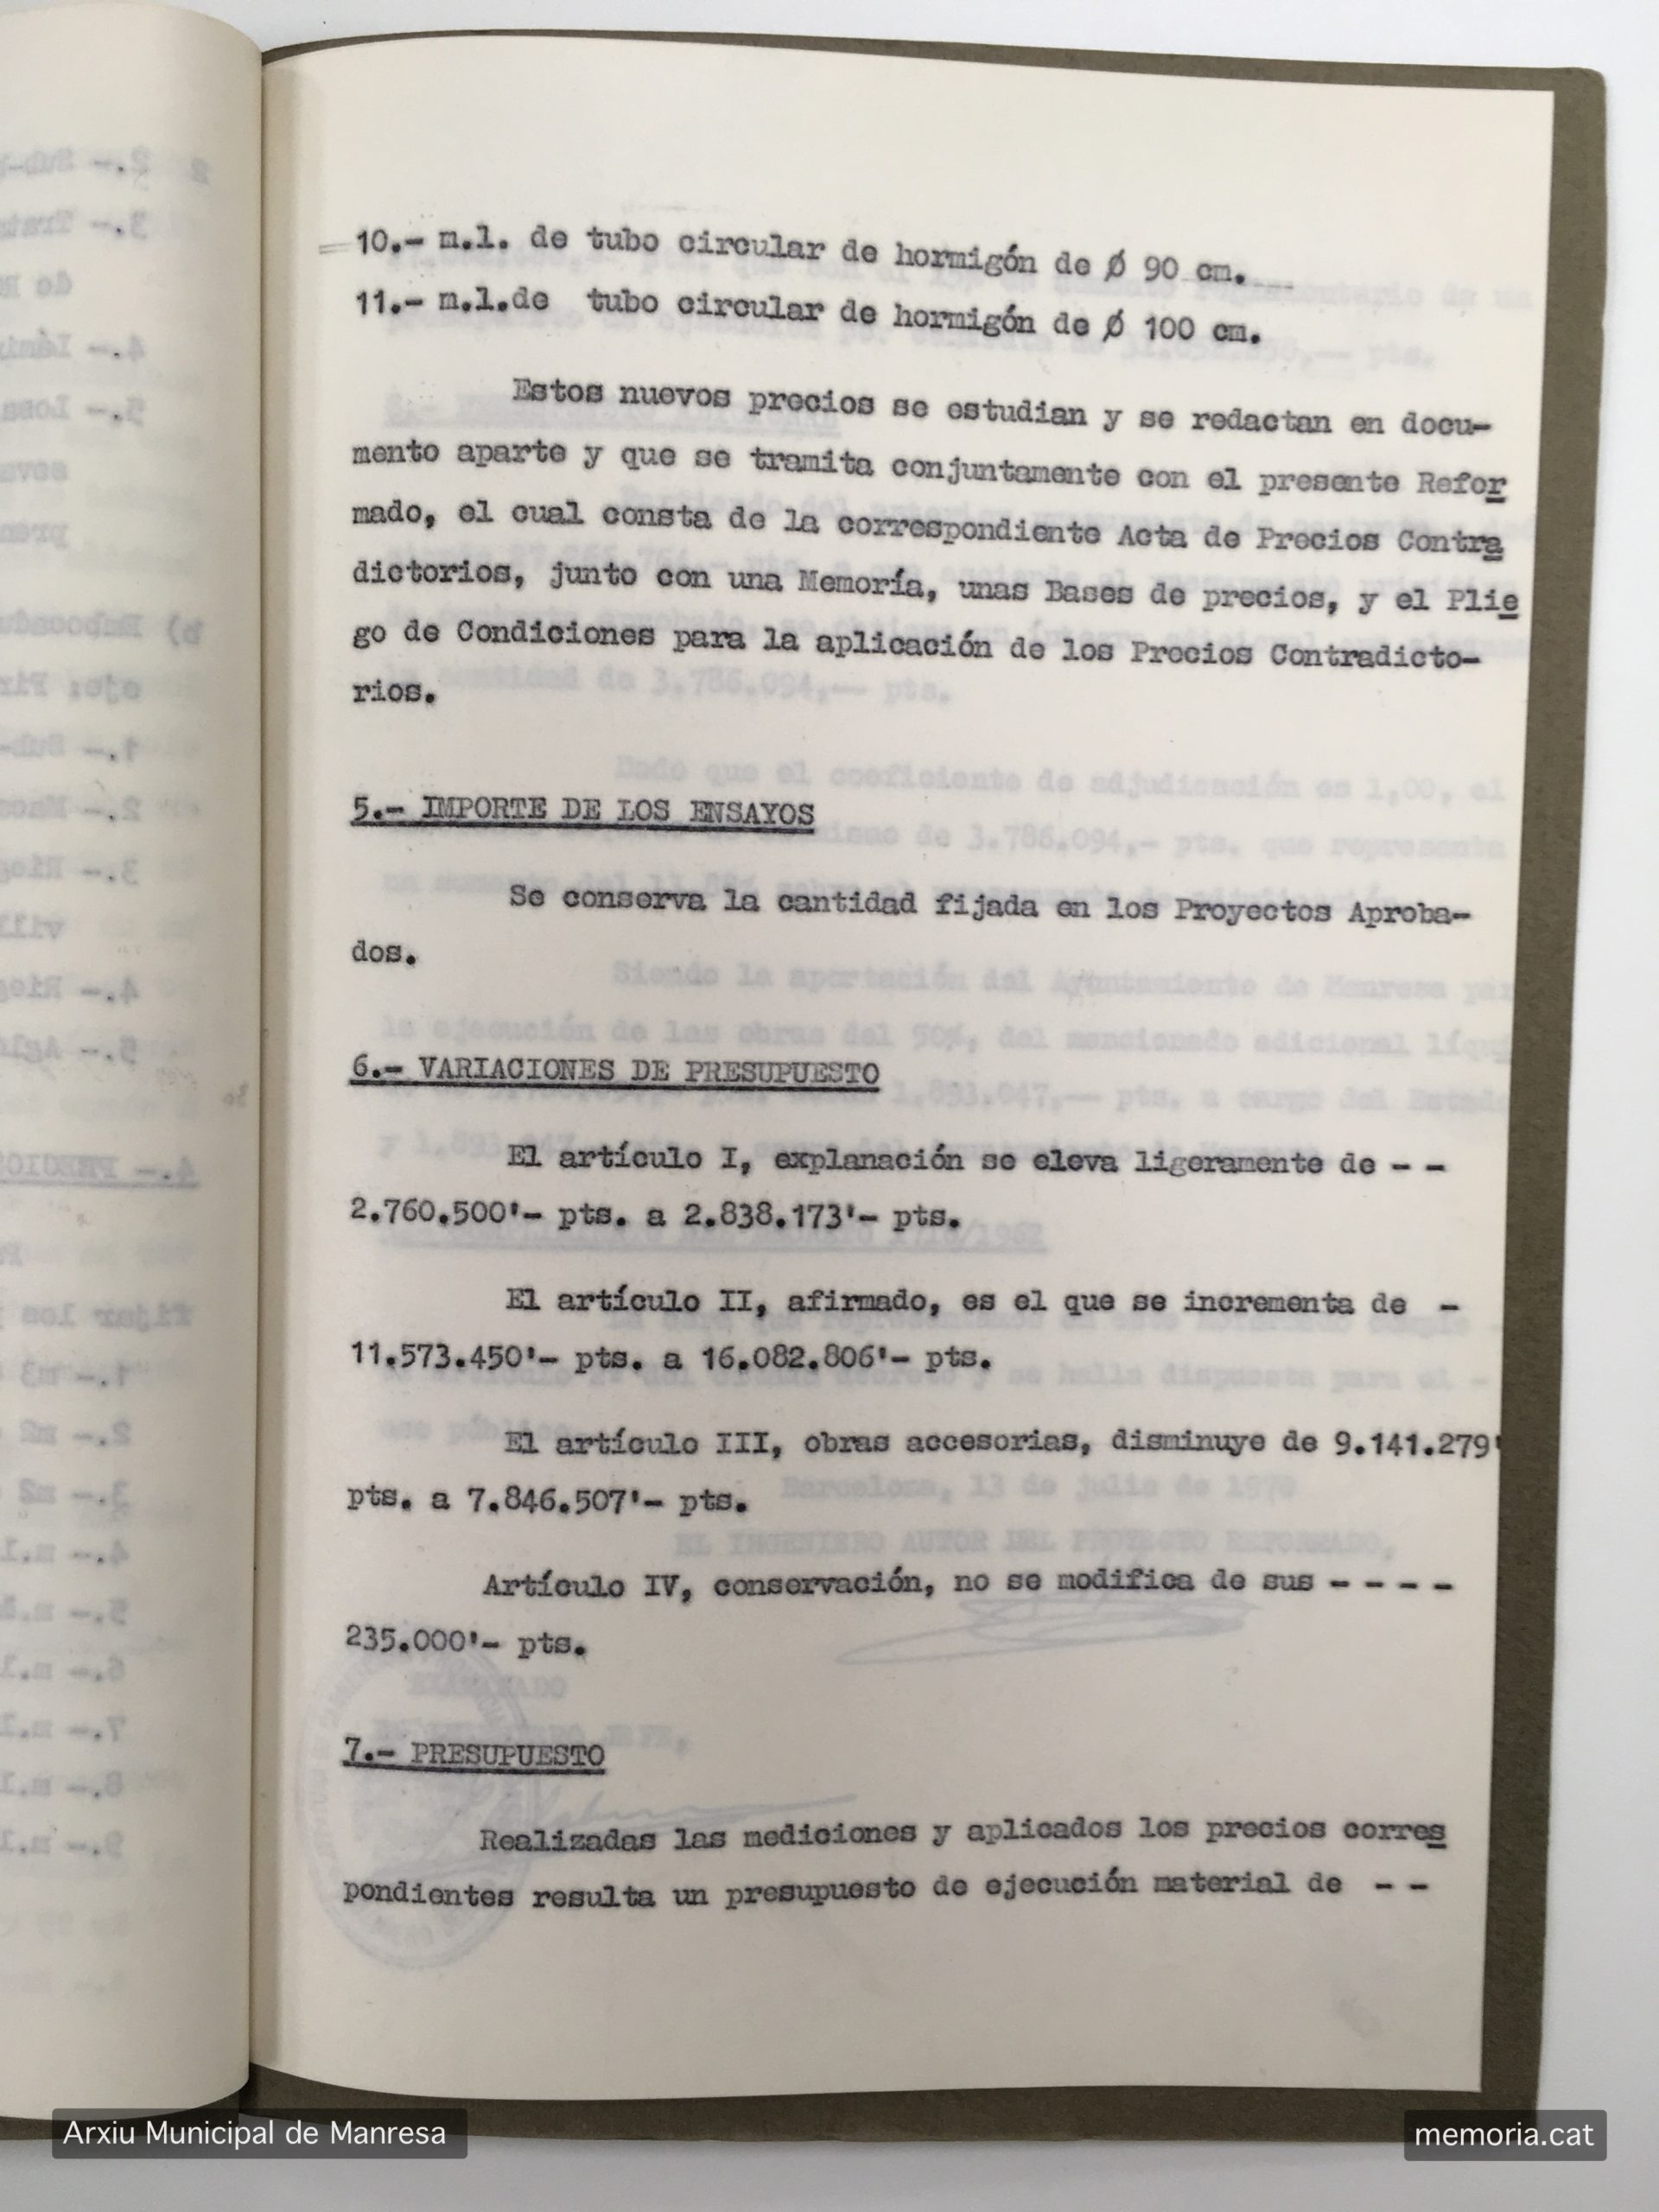 10.- m.l. de tubo circular de hormigón de Ø 90 cm.
11.- m.l.de tubo circular de hormigón de Ø 100 cm.
Estos nuevos precios se estudian y se redactan en docu-
mento aparte y que se tramita conjuntamente con el presente Refor
mado, el cual consta de la correspondiente Acta de Precios Contra
dictorios, junto con una Memoría, unas Bases de precios, y el Plie
go de Condiciones para la aplicación de los Precios Contradicto-
rios.
5.- IMPORTE DE LOS ENSAYOS
Se conserva la cantidad fijada en los Proyectos Aproba-
dos.
6.- VARIACIONES DE PRESUPUESTO
El artículo I, explanación se eleva ligeramente de - -
2.760.500'- pts. a 2.838.173'- pts.
El artículo II, afirmado, es el que se incrementa de -
11.573.450'- pts. a 16.082.806'- pts.
El artículo III, obras accesorias, disminuye de 9.141.279'
pts. a 7.846.507'- pts.
Artículo IV, conservación, no se modifica de sus - - - -
235.000'- pts.
7.- PRESUPUESTO
Realizadas las mediciones y aplicados los precios corres
pondientes resulta un presupuesto de ejecución material de - -
Arxiu Municipal de Manresa
memoria.cat